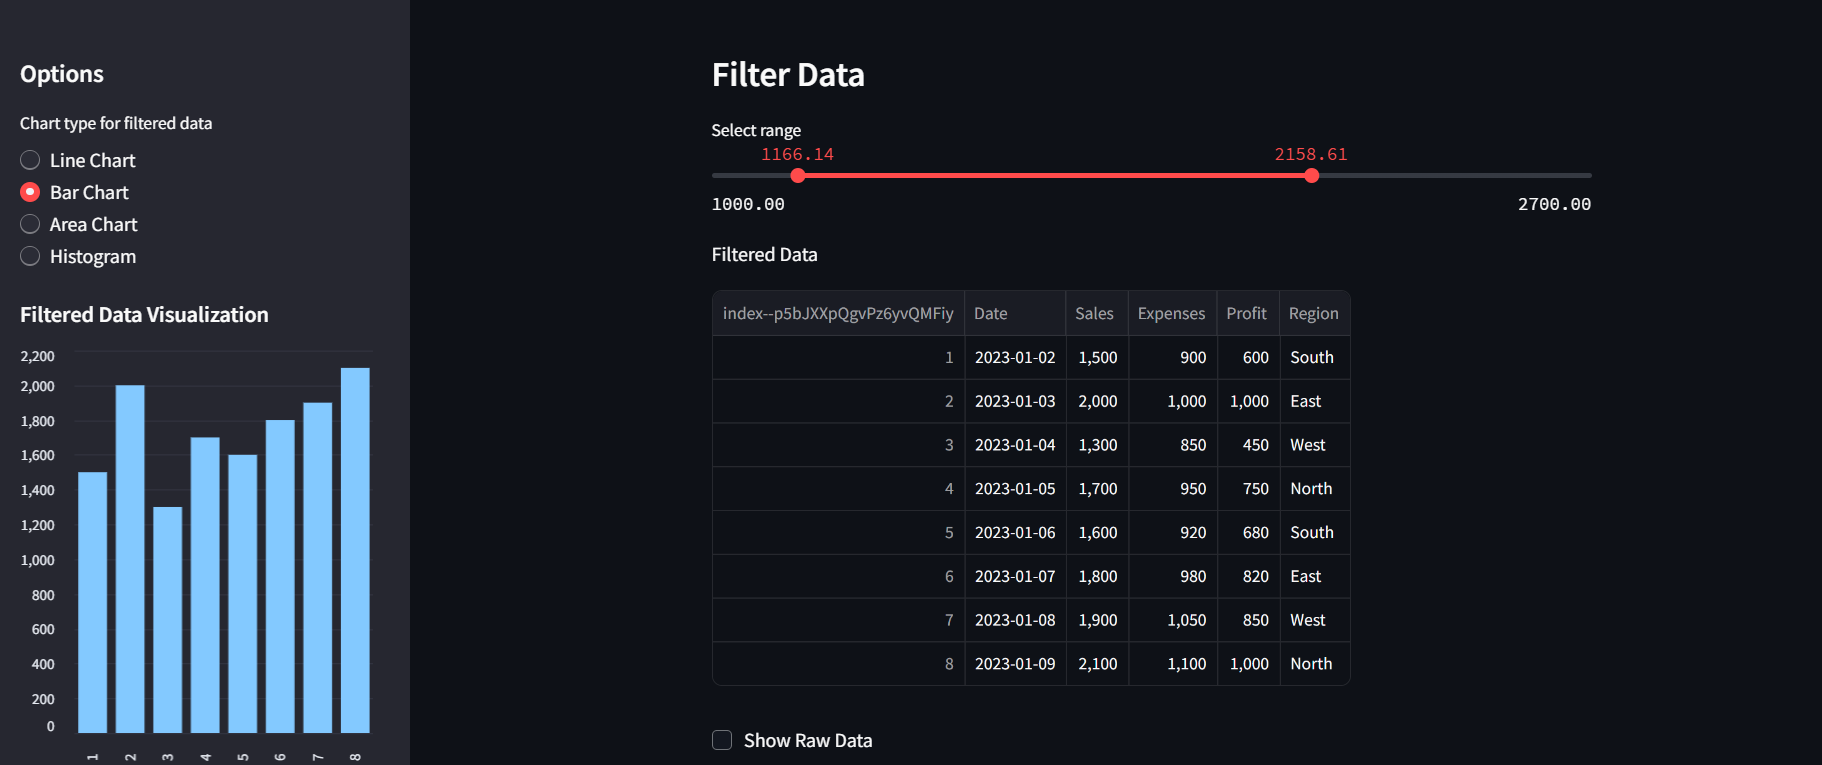 Options
Chart type for filtered data
Line Chart
Bar Chart
Area Chart
Histogram
Filtered Data Visualization
2,200
2,000
1,800
1,600
1,400
1,200
1,000
800
600
400
200
0
1 2 3 4 5 6 7 8
Filter Data
Select range
1166.14 2158.61
1000.00 2700.00
Filtered Data
index--p5bJXXpQgvPz6yvQMFiy Date Sales Expenses Profit Region
1 2023-01-02 1,500 900 600 South
2 2023-01-03 2,000 1,000 1,000 East
3 2023-01-04 1,300 850 450 West
4 2023-01-05 1,700 950 750 North
5 2023-01-06 1,600 920 680 South
6 2023-01-07 1,800 980 820 East
7 2023-01-08 1,900 1,050 850 West
8 2023-01-09 2,100 1,100 1,000 North
Show Raw Data